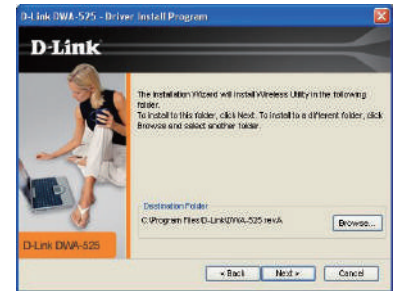 D-Link DWA-525 - Driver Install Program
D-Link
The Installation Wizard will install Wireless Utility in the following
folder.
To install to this folder, click Next. To install to a different folder, click
Browse and select another folder.
Destination Folder
C:\Program Files\D-Link\DWA-525 revA
Browse...
D-Link DWA-525
< Back
Next >
Cancel